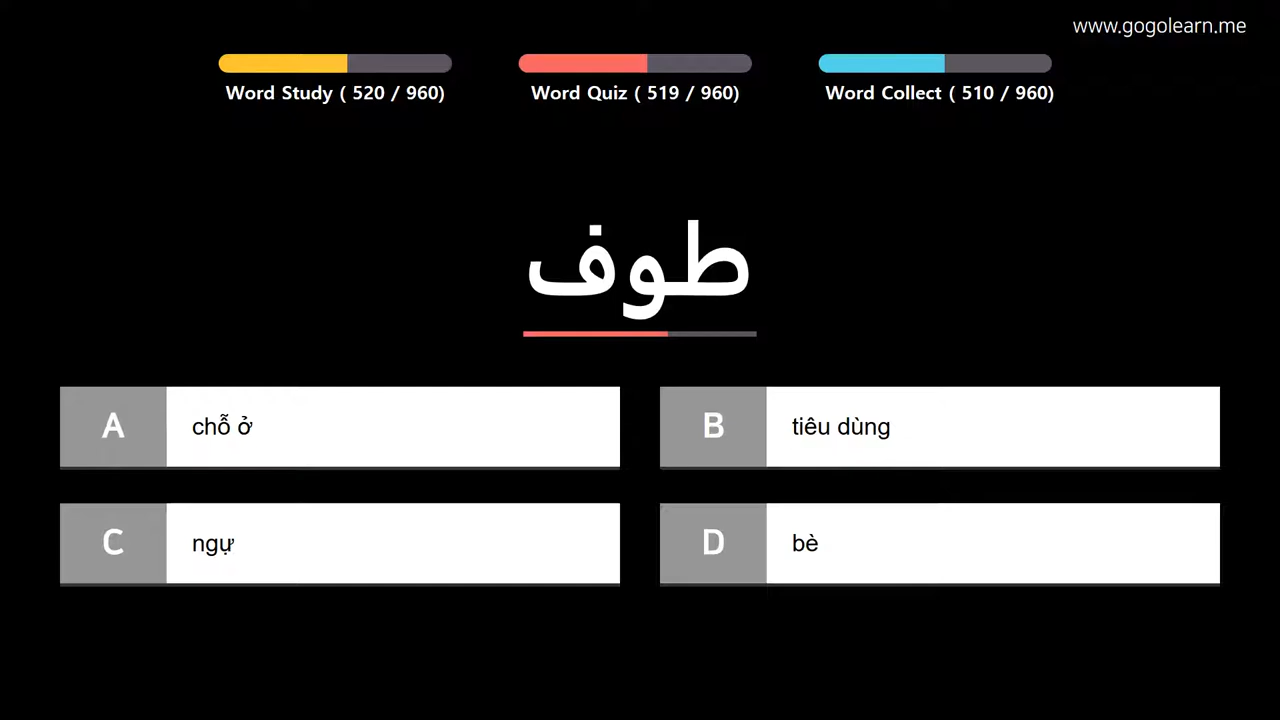 www.gogolearn.me
Word Study ( 520 / 960)
Word Quiz ( 519 / 960)
Word Collect ( 510 / 960)
طوف
A chỗ ở
B tiêu dùng
C ngự
D bè